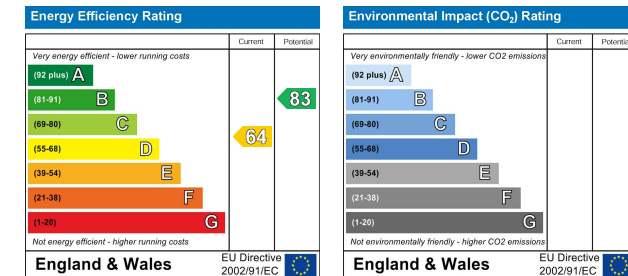 Energy Efficiency Rating
Current Potential
Very energy efficient - lower running costs
(92 plus) A
(81-91) B
83
(69-80) C
64
(55-68) D
(39-54) E
(21-38) F
(1-20) G
Not energy efficient - higher running costs
England & Wales
EU Directive
2002/91/EC
Environmental Impact (CO2) Rating
Current Potentia
Very environmentally friendly - lower CO2 emissions
(92 plus) A
(81-91) B
(69-80) C
(55-68) D
(39-54) E
(21-38) F
(1-20) G
Not environmentally friendly - higher CO2 emissions
England & Wales
EU Directive
2002/91/EC